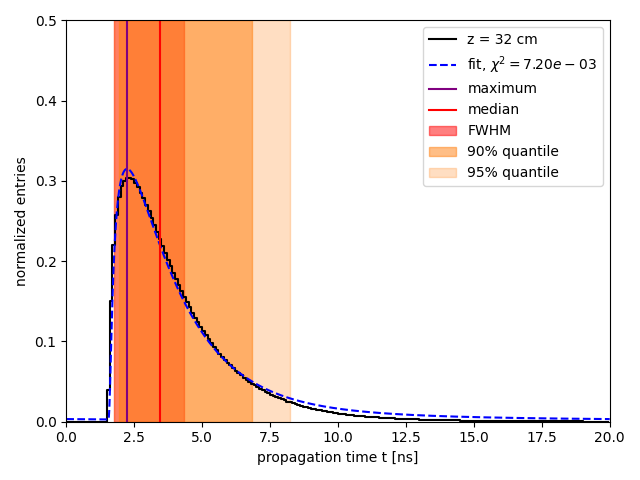 0.5
0.4
0.3
0.2
0.1
0.0
normalized entries
z = 32 cm
fit, χ² = 7.20e − 03
maximum
median
FWHM
90% quantile
95% quantile
0.0 2.5 5.0 7.5 10.0 12.5 15.0 17.5 20.0
propagation time t [ns]